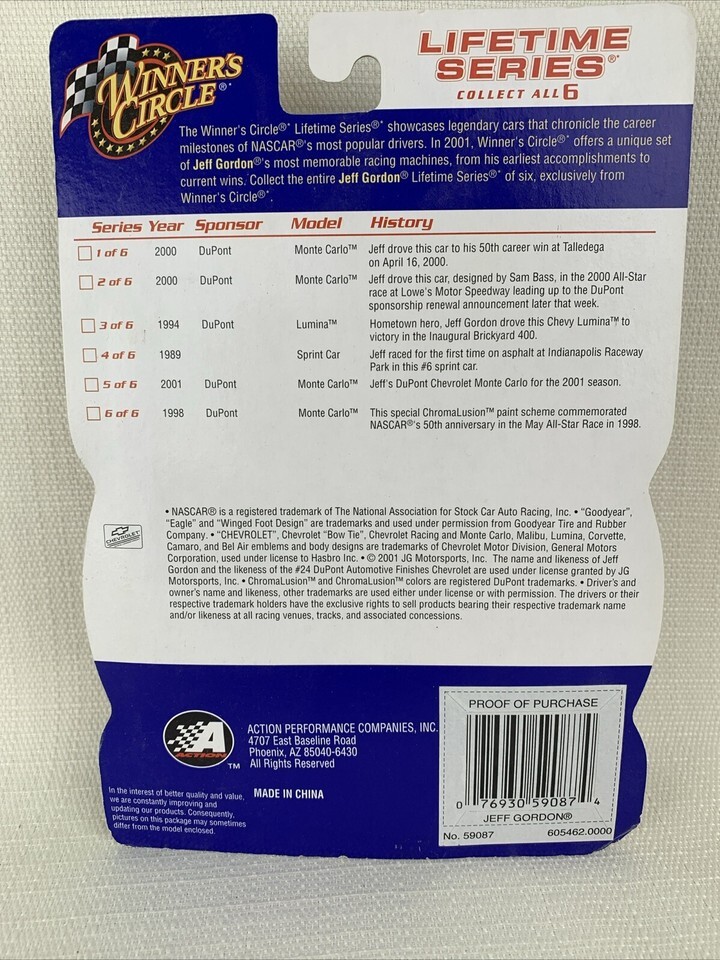 WINNER'S
CIRCLE®
LIFETIME
SERIES®*
COLLECT ALL 6
The Winner's Circle®* Lifetime Series®* showcases legendary cars that chronicle the career
milestones of NASCAR®'s most popular drivers. In 2001, Winner's Circle®* offers a unique set
of Jeff Gordon®'s most memorable racing machines, from his earliest accomplishments to
current wins. Collect the entire Jeff Gordon® Lifetime Series®* of six, exclusively from
Winner's Circle®*.
Series Year Sponsor Model History
1 of 6 2000 DuPont Monte Carlo™ Jeff drove this car to his 50th career win at Talledega
on April 16, 2000.
2 of 6 2000 DuPont Monte Carlo™ Jeff drove this car, designed by Sam Bass, in the 2000 All-Star
race at Lowe's Motor Speedway leading up to the DuPont
sponsorship renewal announcement later that week.
3 of 6 1994 DuPont Lumina™ Hometown hero, Jeff Gordon drove this Chevy Lumina™ to
victory in the Inaugural Brickyard 400.
4 of 6 1989 Sprint Car Jeff raced for the first time on asphalt at Indianapolis Raceway
Park in this #6 sprint car.
5 of 6 2001 DuPont Monte Carlo™ Jeff's DuPont Chevrolet Monte Carlo for the 2001 season.
6 of 6 1998 DuPont Monte Carlo™ This special ChromaLusion™ paint scheme commemorated
NASCAR®'s 50th anniversary in the May All-Star Race in 1998.
CHEVROLET
• NASCAR® is a registered trademark of The National Association for Stock Car Auto Racing, Inc. • "Goodyear",
"Eagle" and "Winged Foot Design" are trademarks and used under permission from Goodyear Tire and Rubber
Company. • "CHEVROLET", Chevrolet "Bow Tie", Chevrolet Racing and Monte Carlo, Malibu, Lumina, Corvette,
Camaro, and Bel Air emblems and body designs are trademarks of Chevrolet Motor Division, General Motors
Corporation, used under license to Hasbro Inc. • © 2001 JG Motorsports, Inc. The name and likeness of Jeff
Gordon and the likeness of the #24 DuPont Automotive Finishes Chevrolet are used under license granted by JG
Motorsports, Inc. • ChromaLusion™ and ChromaLusion™ colors are registered DuPont trademarks. • Driver's and
owner's name and likeness, other trademarks are used either under license or with permission. The drivers or their
respective trademark holders have the exclusive rights to sell products bearing their respective trademark name
and/or likeness at all racing venues, tracks, and associated concessions.
A
ACTION
TM
ACTION PERFORMANCE COMPANIES, INC.
4707 East Baseline Road
Phoenix, AZ 85040-6430
All Rights Reserved
MADE IN CHINA
In the interest of better quality and value,
we are constantly improving and
updating our products. Consequently,
pictures on this package may sometimes
differ from the model enclosed.
PROOF OF PURCHASE
0 76930 59087 4
JEFF GORDON®
No. 59087 605462.0000